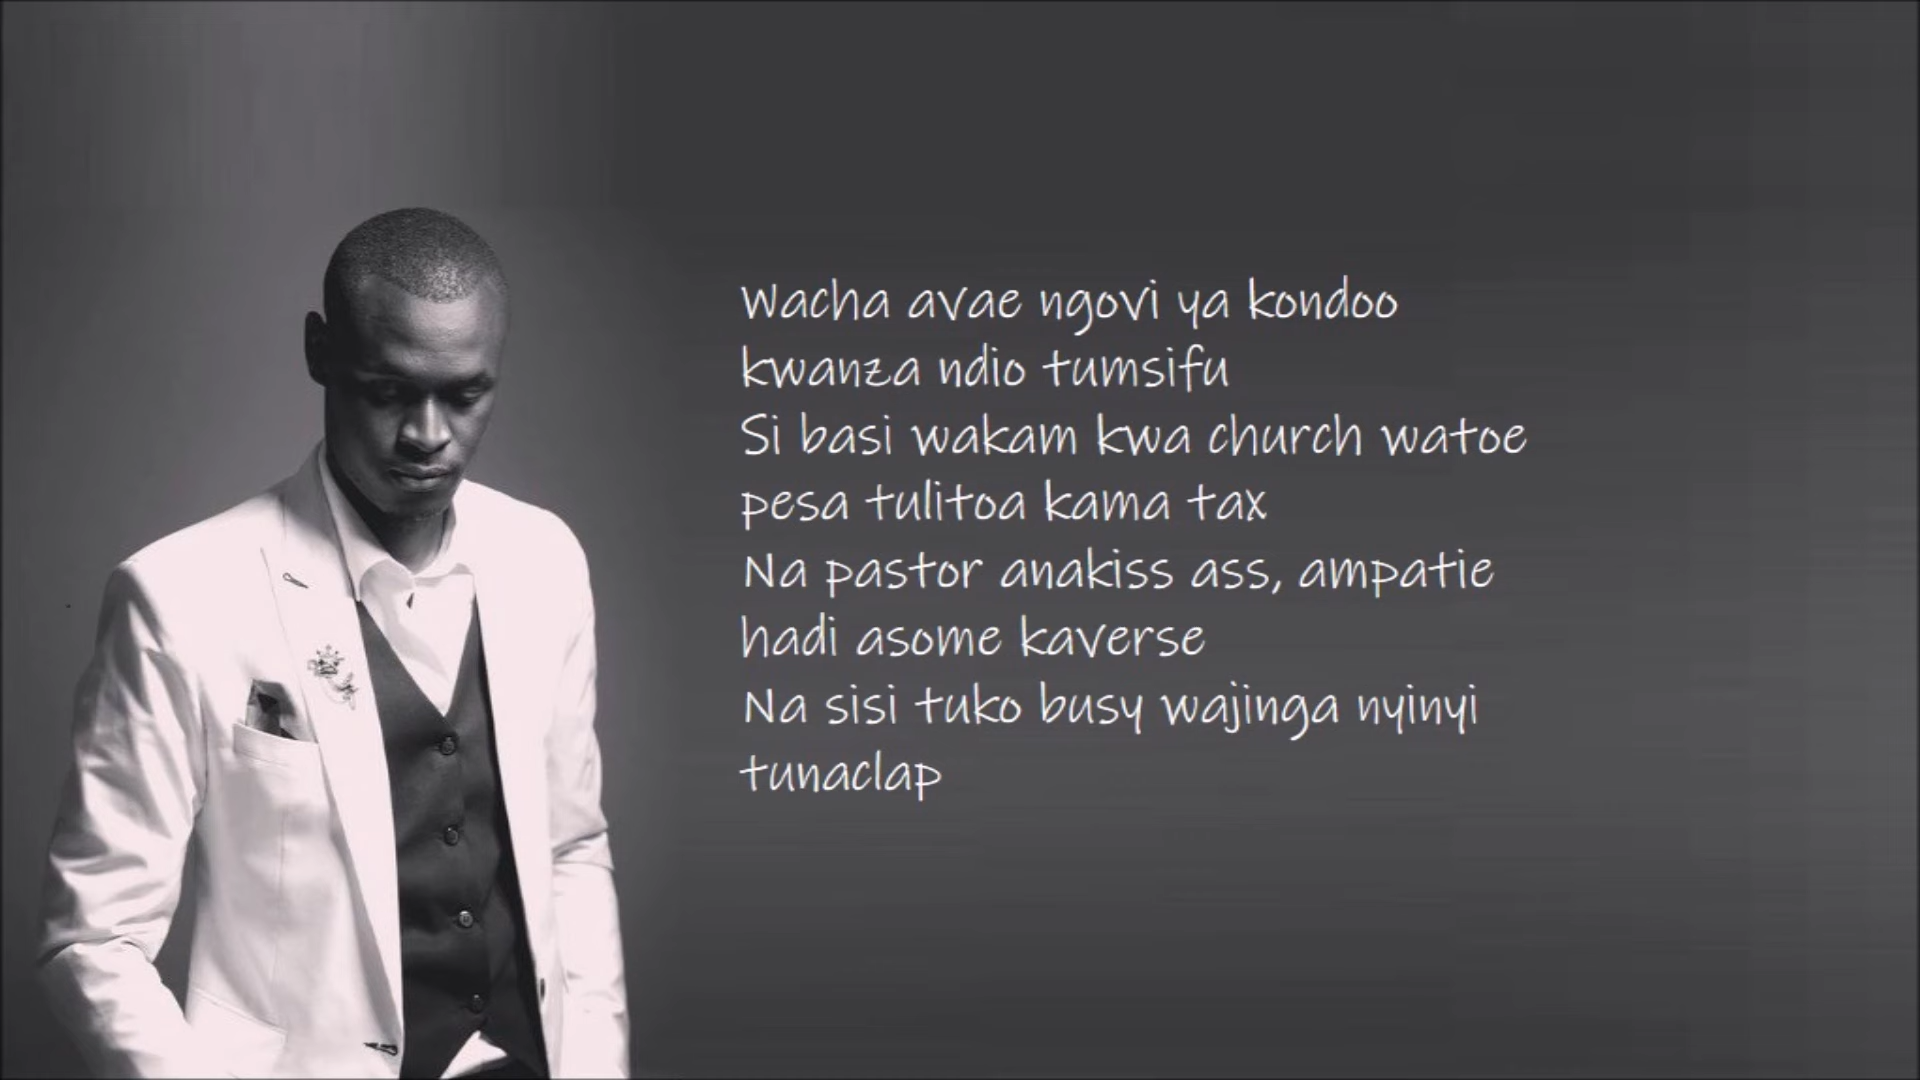 Wacha avae ngovi ya kondoo
kwanza ndio tumsifu
Si basi wakam kwa church watoe
pesa tulitoa kama tax
Na pastor anakiss ass, ampatie
hadi asome kaverse
Na sisi tuko busy wajinga nyinyi
tunaclap